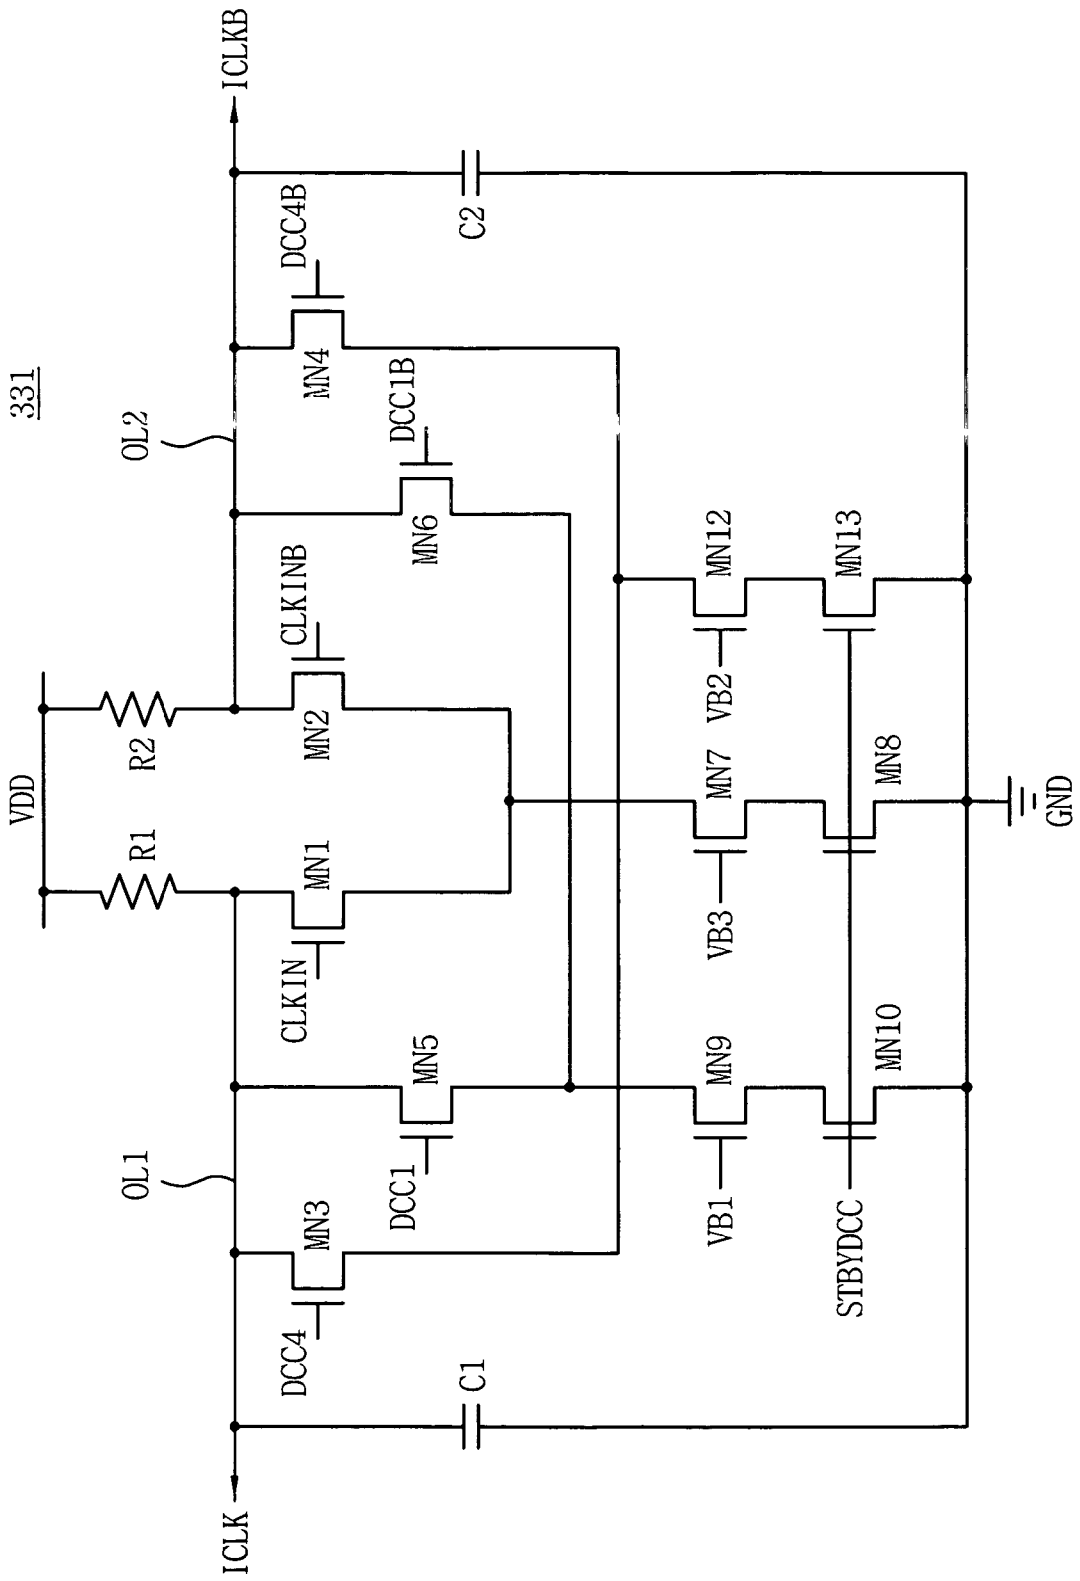 331
VDD
R1
R2
OL1
OL2
ICLK
ICLKB
DCC4
MN3
CLKIN
MN1
MN2
CLKINB
MN4
DCC4B
DCC1
MN5
MN6
DCC1B
C1
C2
VB1
MN9
VB3
MN7
VB2
MN12
STBYDCC
MN10
MN8
MN13
GND